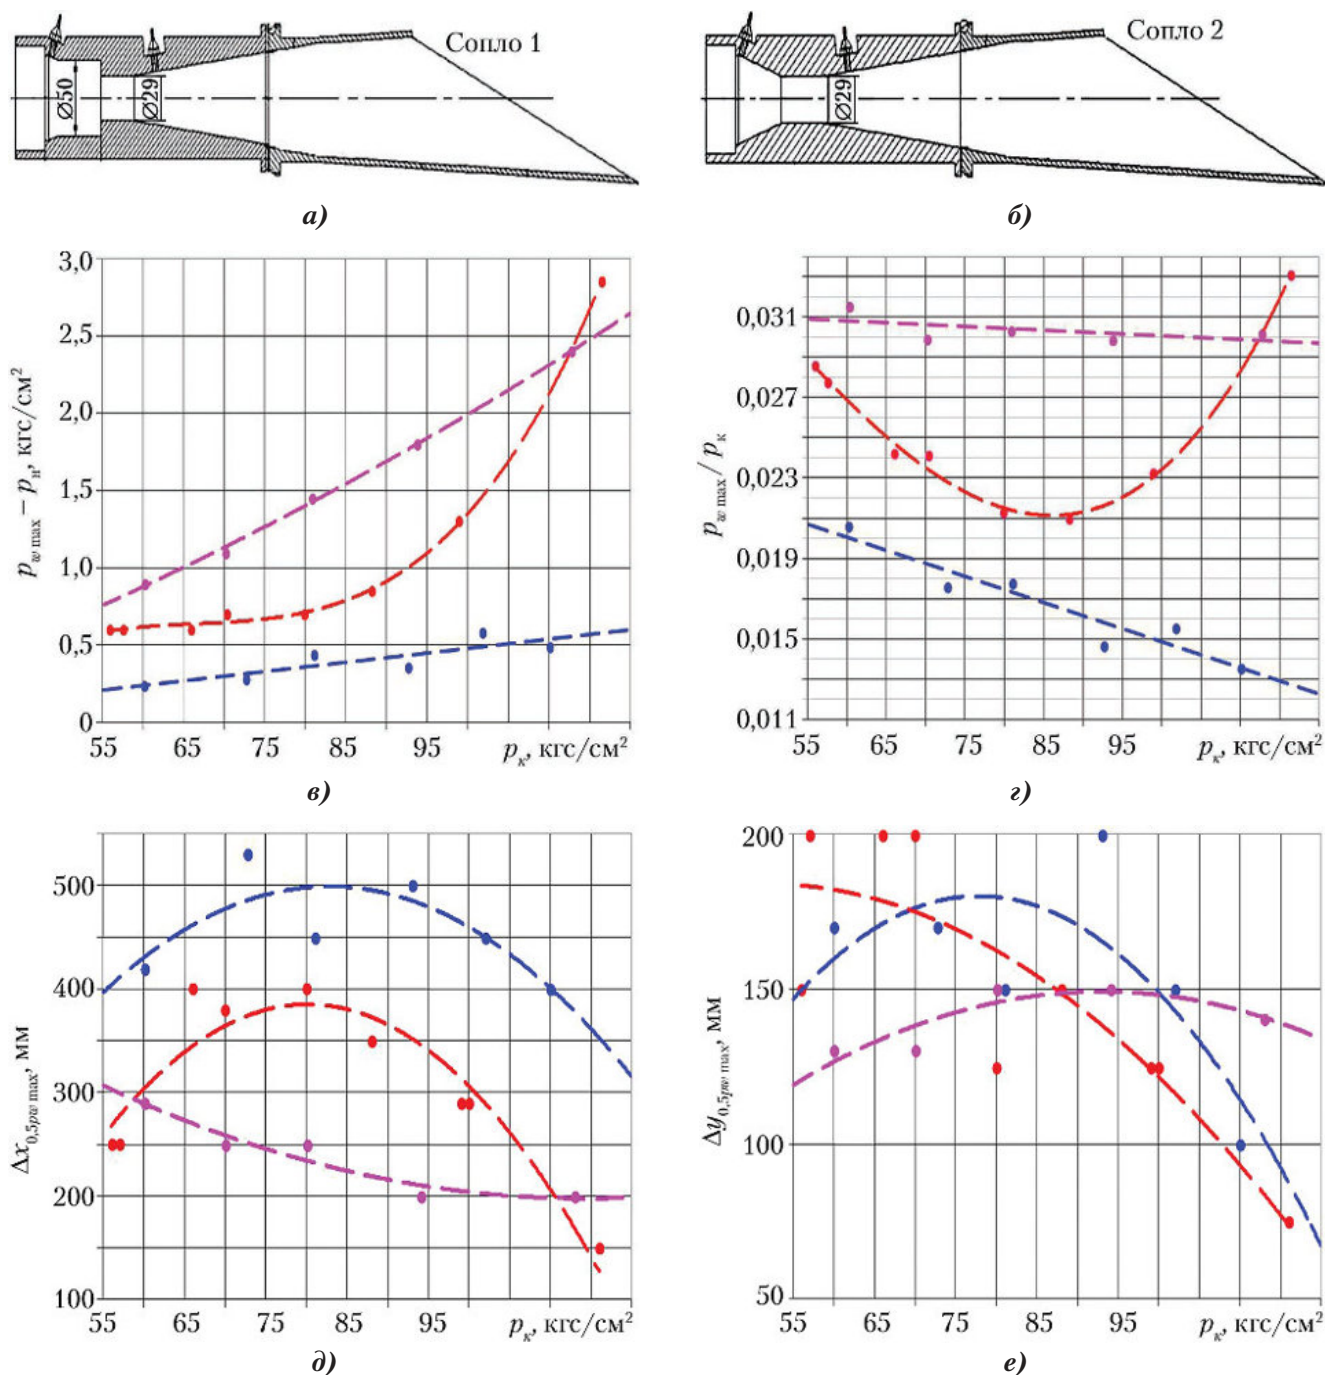 Сопло 1
∅50
∅29
а)
Сопло 2
∅29
б)
p_w max − p_н, кгс/см²
3,0
2,5
2,0
1,5
1,0
0,5
0
55 65 75 85 95 p_к, кгс/см²
в)
p_w max / p_к
0,031
0,027
0,023
0,019
0,015
0,011
55 65 75 85 95 p_к, кгс/см²
г)
Δx_0,5pw max, мм
500
400
300
200
100
55 65 75 85 95 p_к, кгс/см²
д)
Δy_0,5pw max, мм
200
150
100
50
55 65 75 85 95 p_к, кгс/см²
е)